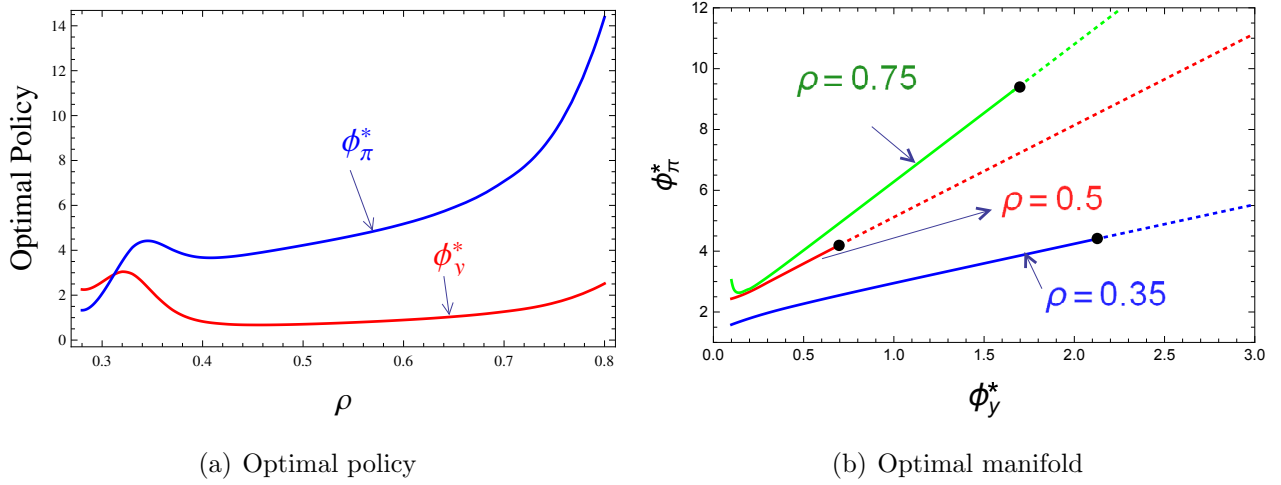 Optimal Policy
14
12
10
8
6
4
2
0
0.3 0.4 0.5 0.6 0.7 0.8
ρ
ϕ*π
ϕ*y
(a) Optimal policy
ϕ*π
12
10
8
6
4
2
0.0 0.5 1.0 1.5 2.0 2.5 3.0
ϕ*y
ρ=0.75
ρ=0.5
ρ=0.35
(b) Optimal manifold